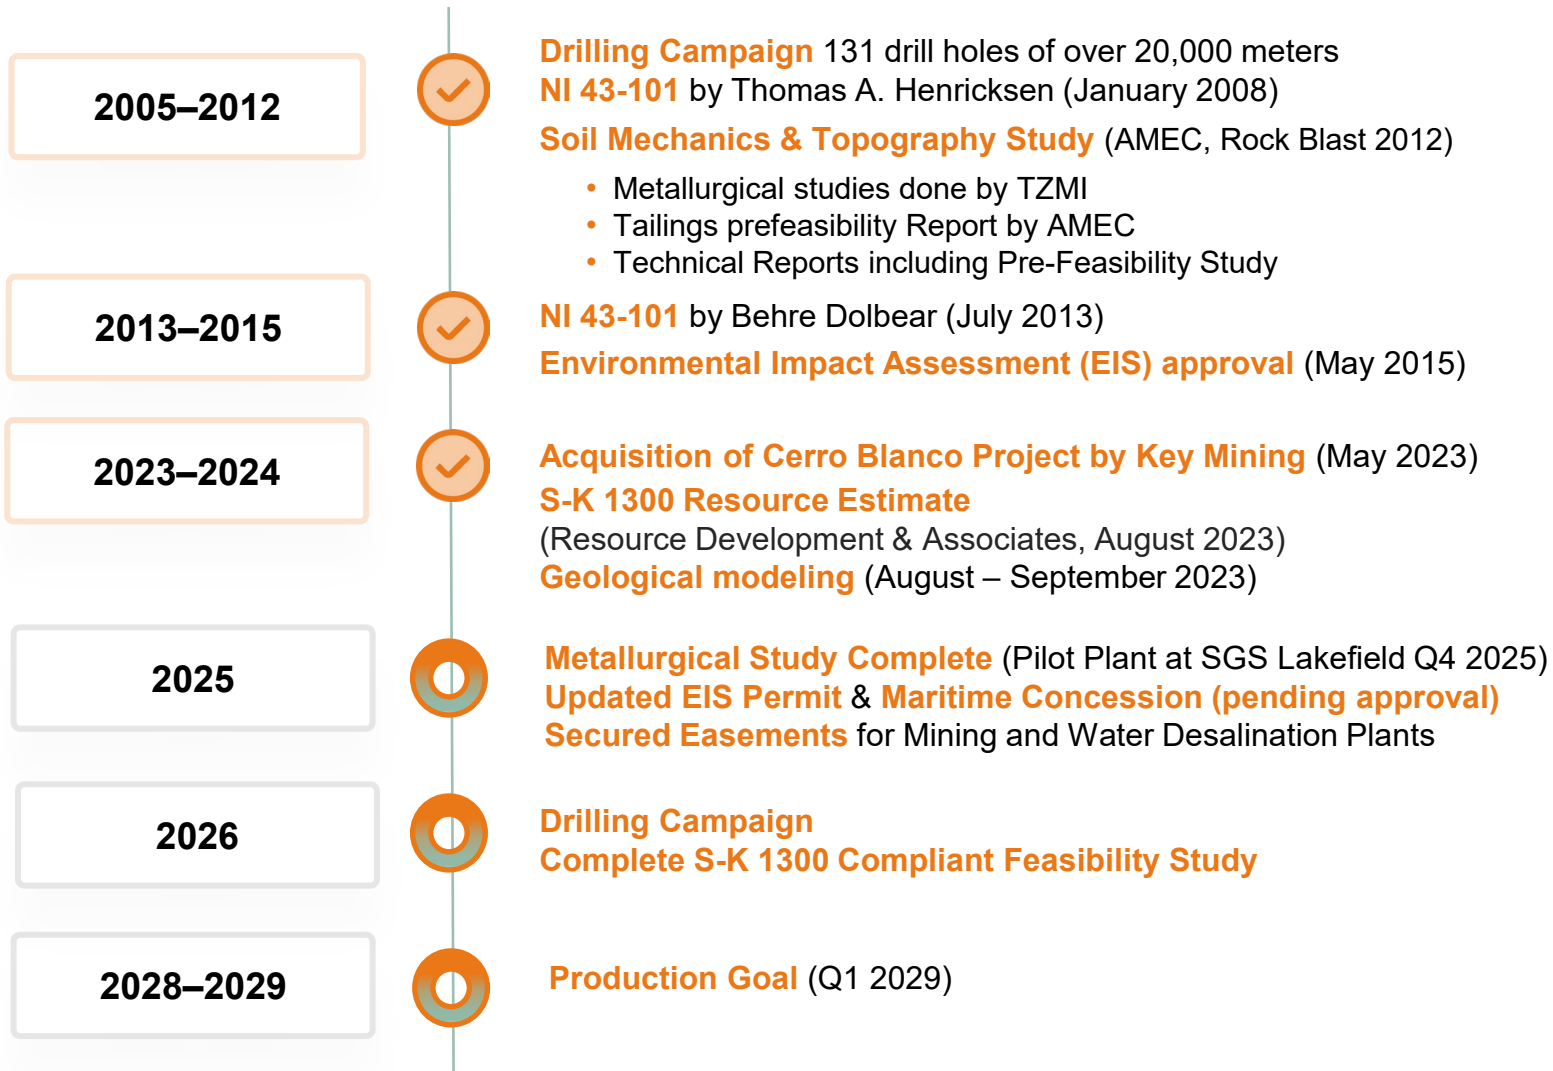 2005–2012
Drilling Campaign 131 drill holes of over 20,000 meters
NI 43-101 by Thomas A. Henricksen (January 2008)
Soil Mechanics & Topography Study (AMEC, Rock Blast 2012)
• Metallurgical studies done by TZMI
• Tailings prefeasibility Report by AMEC
• Technical Reports including Pre-Feasibility Study
2013–2015
NI 43-101 by Behre Dolbear (July 2013)
Environmental Impact Assessment (EIS) approval (May 2015)
2023–2024
Acquisition of Cerro Blanco Project by Key Mining (May 2023)
S-K 1300 Resource Estimate
(Resource Development & Associates, August 2023)
Geological modeling (August – September 2023)
2025
Metallurgical Study Complete (Pilot Plant at SGS Lakefield Q4 2025)
Updated EIS Permit & Maritime Concession (pending approval)
Secured Easements for Mining and Water Desalination Plants
2026
Drilling Campaign
Complete S-K 1300 Compliant Feasibility Study
2028–2029
Production Goal (Q1 2029)